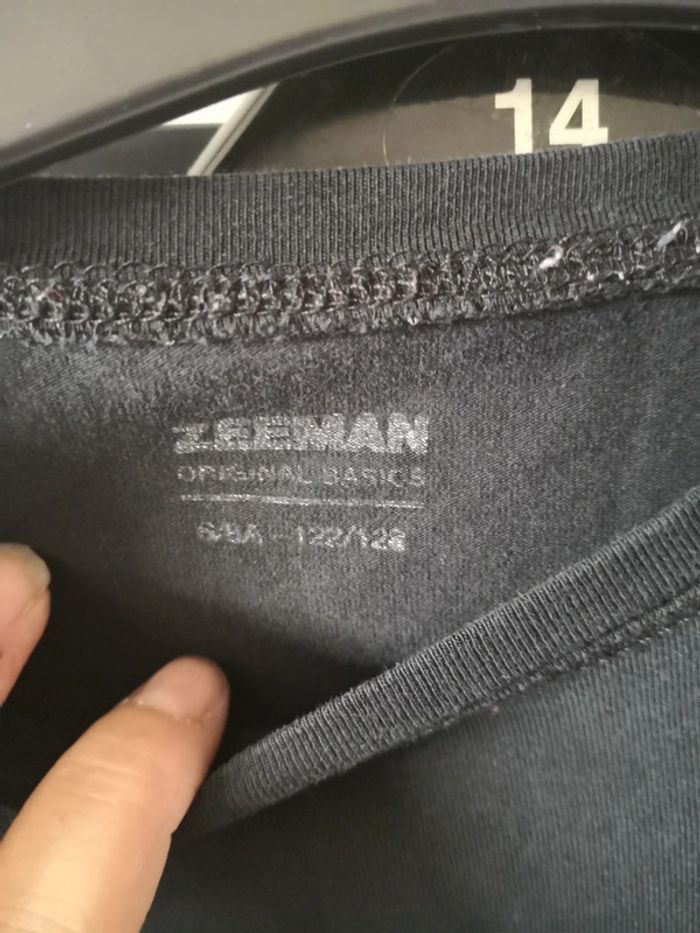 14
ZEEMAN
ORIGINAL BASICS
6/8A - 122/128